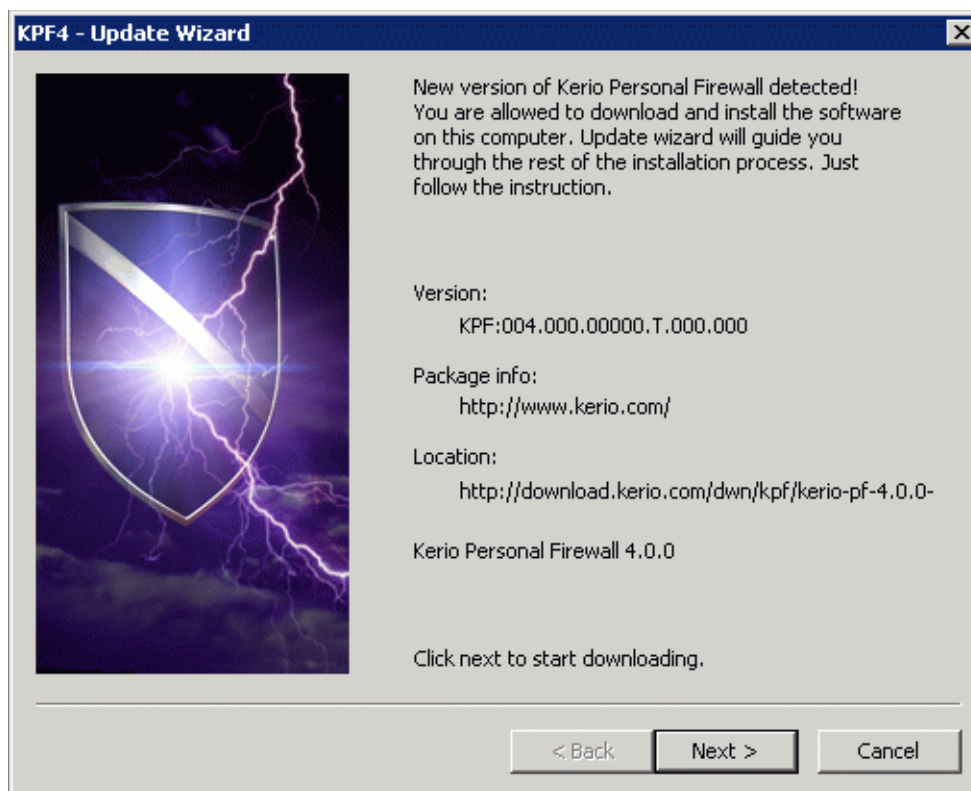 KPF4 - Update Wizard
New version of Kerio Personal Firewall detected!
You are allowed to download and install the software
on this computer. Update wizard will guide you
through the rest of the installation process. Just
follow the instruction.
Version:
KPF:004.000.00000.T.000.000
Package info:
http://www.kerio.com/
Location:
http://download.kerio.com/dwn/kpf/kerio-pf-4.0.0-
Kerio Personal Firewall 4.0.0
Click next to start downloading.
< Back Next > Cancel